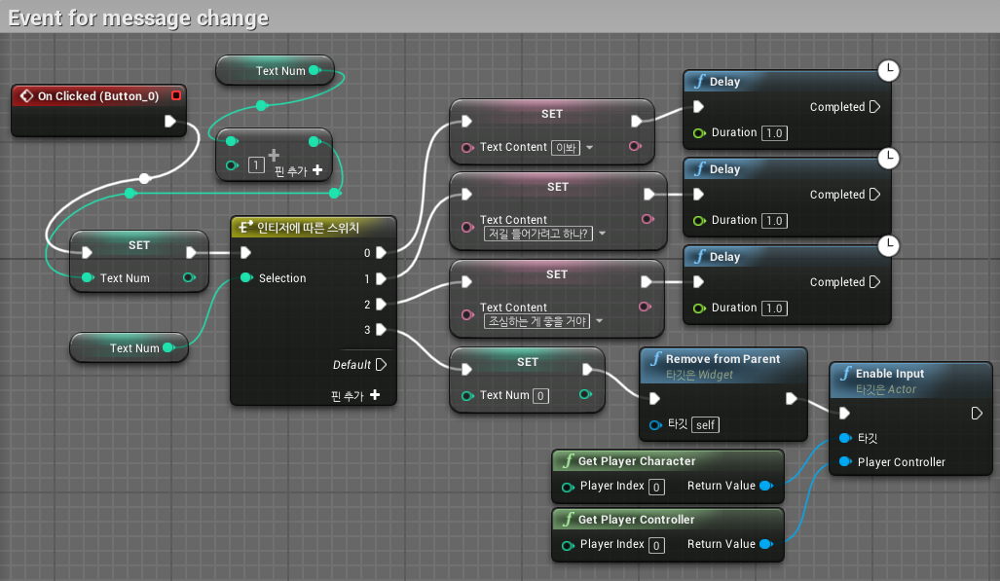 Event for message change
Text Num
On Clicked (Button_0)
1
핀 추가
SET
Text Num
Text Num
인티저에 따른 스위치
Selection
0
1
2
3
Default
핀 추가
SET
Text Content 이봐
SET
Text Content
저길 들어가려고 하나?
SET
Text Content
조심하는 게 좋을 거야
SET
Text Num 0
Delay
Completed
Duration 1.0
Delay
Completed
Duration 1.0
Delay
Completed
Duration 1.0
Remove from Parent
타깃은 Widget
타깃 self
Enable Input
타깃은 Actor
타깃
Player Controller
Get Player Character
Player Index 0 Return Value
Get Player Controller
Player Index 0 Return Value